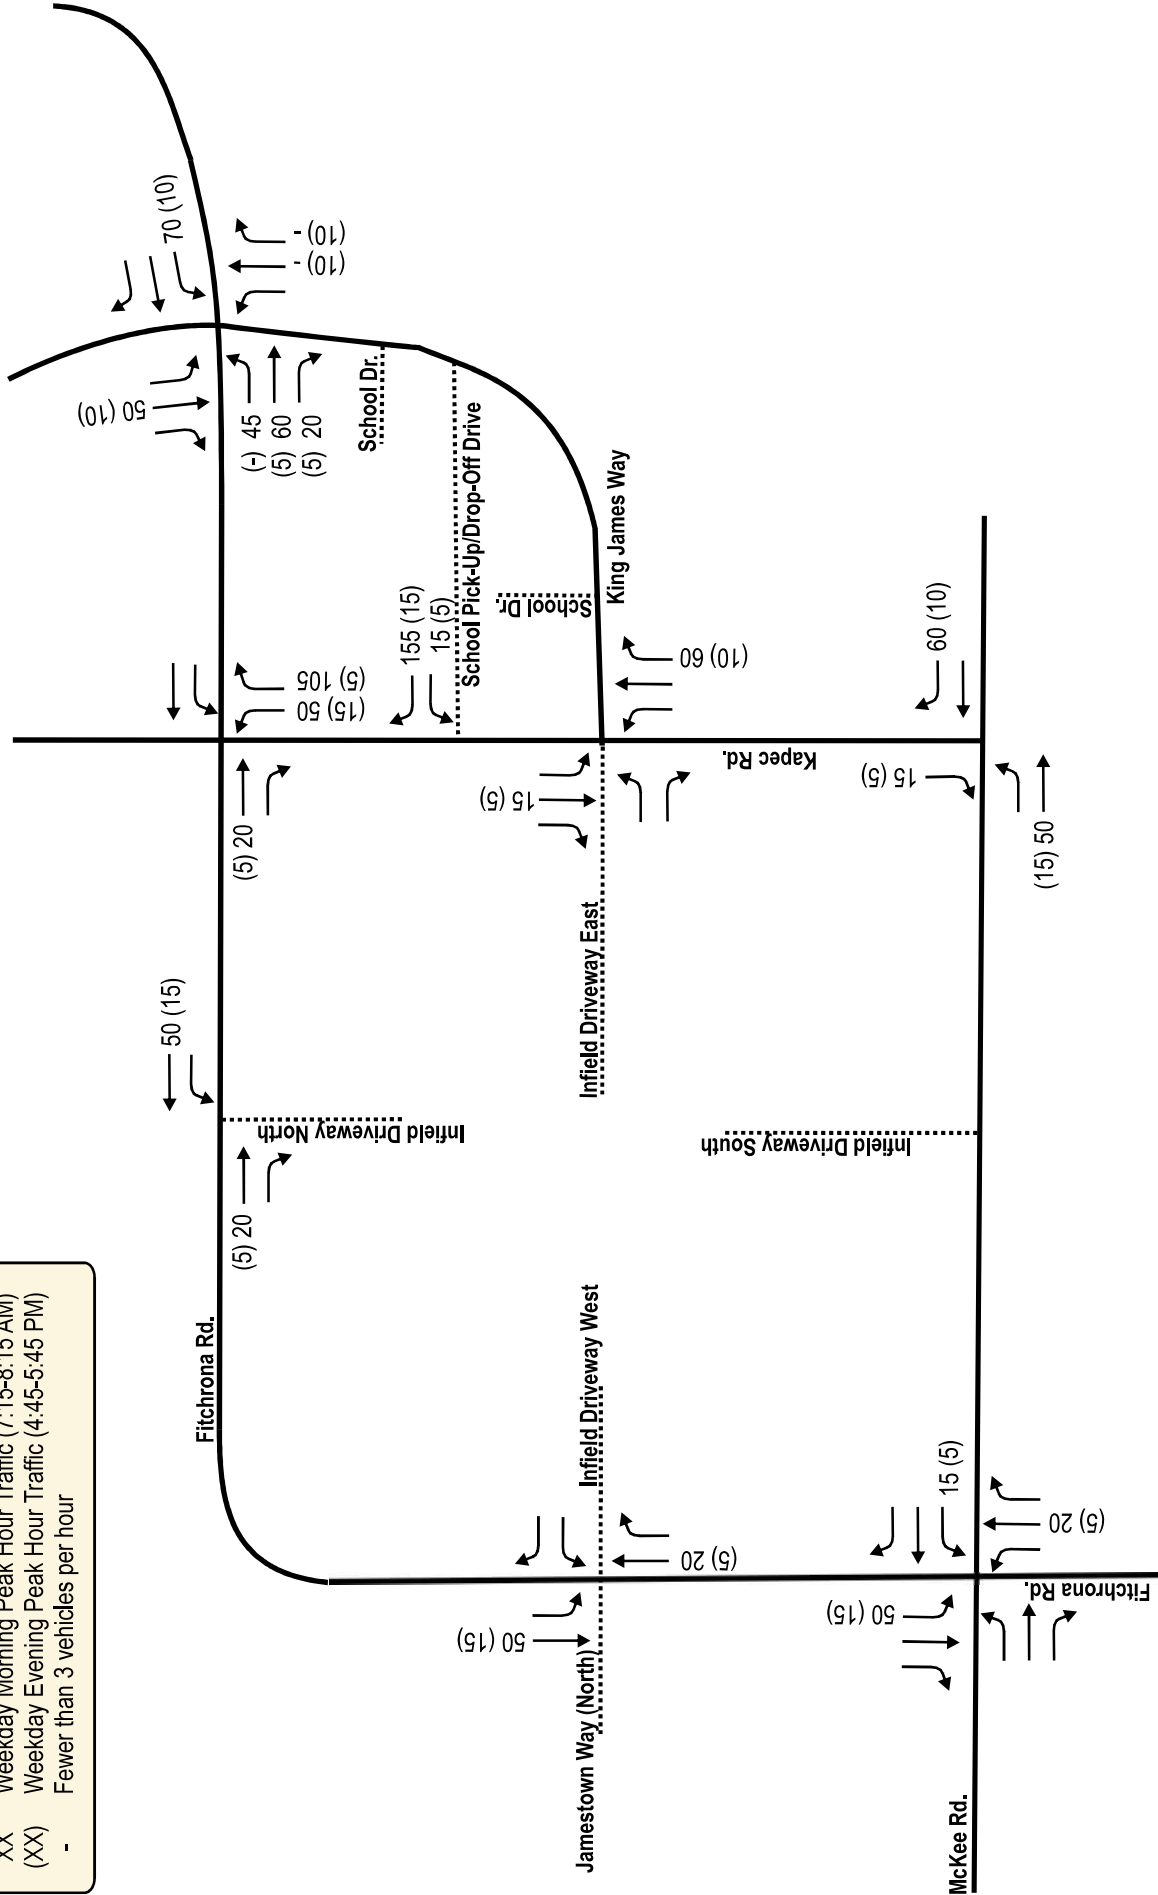 XX Weekday Morning Peak Hour Traffic (7:15-8:15 AM)
(XX) Weekday Evening Peak Hour Traffic (4:45-5:45 PM)
- Fewer than 3 vehicles per hour
Fitchrona Rd.
50 (15)
(5) 20
Infield Driveway North
(5) 20
(5) 105
(15) 50
50 (10)
70 (10)
(10) -
(10) -
(-) 45
(5) 60
(5) 20
School Dr.
155 (15)
15 (5)
School Pick-Up/Drop-Off Drive
School Dr.
King James Way
(10) 60
50 (15)
Jamestown Way (North)
Infield Driveway West
(5) 20
Infield Driveway East
15 (5)
Kapec Rd.
Infield Driveway South
50 (15)
15 (5)
McKee Rd.
Fitchrona Rd.
(5) 20
15 (5)
60 (10)
(15) 50